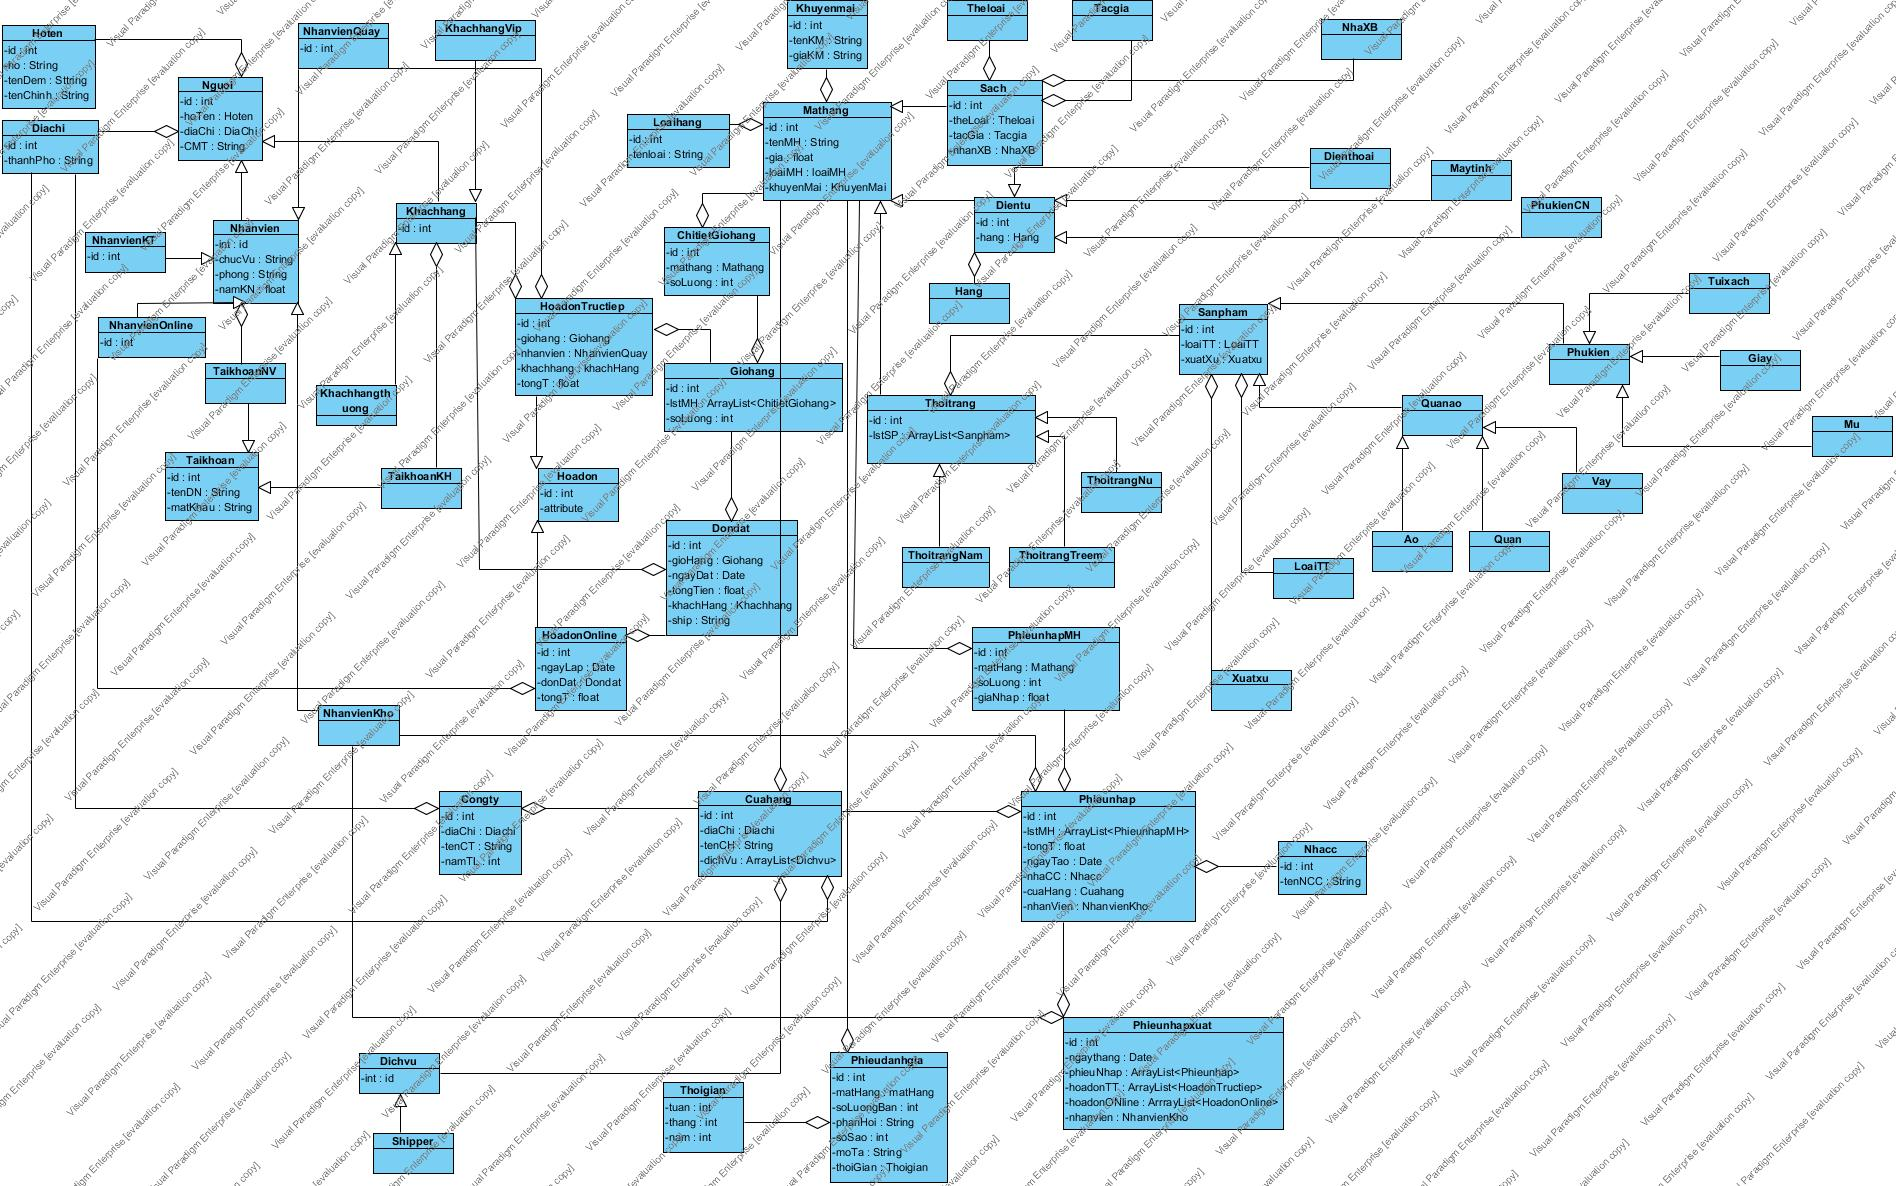 Hoten
-id : int
-ho : String
-tenDem : Sttring
-tenChinh : String
Diachi
-id : int
-thanhPho : String
Nguoi
-id : int
-hoTen : Hoten
-diaChi : DiaChi
-CMT : String
NhanvienQuay
-id : int
KhachhangVip
-id : int
Khuyenmai
-id : int
-tenKM : String
-giaKM : String
Theloai
Tacgia
NhaXB
Loaihang
-id : int
-tenloai : String
Mathang
-id : int
-tenMH : String
-gia : float
-loaiMH : loaiMH
-khuyenMai : KhuyenMai
Sach
-id : int
-theLoai : Theloai
-tacGia : Tacgia
-nhanXB : NhaXB
Dienthoai
Maytinh
PhukienCN
Dientu
-id : int
-hang : Hang
Hang
NhanvienKT
-id : int
Nhanvien
-int : id
-chucVu : String
-phong : String
-namKN : float
Khachhang
-id : int
ChitietGiohang
-id : int
-mathang : Mathang
-soLuong : int
NhanvienOnline
-id : int
TaikhoanNV
Khachhangth
uong
HoadonTructiep
-id : int
-giohang : Giohang
-nhanvien : NhanvienQuay
-khachhang : khachHang
-tongT : float
Giohang
-id : int
-lstMH : ArrayList<ChitietGiohang>
-soLuong : int
Sanpham
-id : int
-loaiTT : LoaiTT
-xuatXu : Xuatxu
Tuixach
Phukien
Giay
Mu
Thoitrang
-id : int
-lstSP : ArrayList<Sanpham>
Quanao
Taikhoan
-id : int
-tenDN : String
-matKhau : String
TaikhoanKH
Hoadon
-id : int
-attribute
ThoitrangNu
Vay
Dondat
-id : int
-gioHang : Giohang
-ngayDat : Date
-tongTien : float
-khachHang : Khachhang
-ship : String
ThoitrangNam
ThoitrangTreem
LoaiTT
Ao
Quan
HoadonOnline
-id : int
-ngayLap : Date
-donDat : Dondat
-tongT : float
PhieunhapMH
-id : int
-matHang : Mathang
-soLuong : int
-giaNhap : float
Xuatxu
NhanvienKho
Congty
-id : int
-diaChi : Diachi
-tenCT : String
-namTL : int
Cuahang
-id : int
-diaChi : Diachi
-tenCH : String
-dichVu : ArrayList<Dichvu>
Phieunhap
-id : int
-lstMH : ArrayList<PhieunhapMH>
-tongT : float
-ngayTao : Date
-nhaCC : Nhacc
-cuaHang : Cuahang
-nhanVien : NhanvienKho
Nhacc
-id : int
-tenNCC : String
Phieunhapxuat
-id : int
-ngaythang : Date
-phieuNhap : ArrayList<Phieunhap>
-hoadonTT : ArrayList<HoadonTructiep>
-hoadonONline : ArrrayList<HoadonOnline>
-nhanvien : NhanvienKho
Dichvu
-int : id
Shipper
Thoigian
-tuan : int
-thang : int
-nam : int
Phieudanhgia
-id : int
-matHang : matHang
-soLuongBan : int
-phanHoi : String
-soSao : int
-moTa : String
-thoiGian : Thoigian
Visual Paradigm Enterprise [evaluation copy]